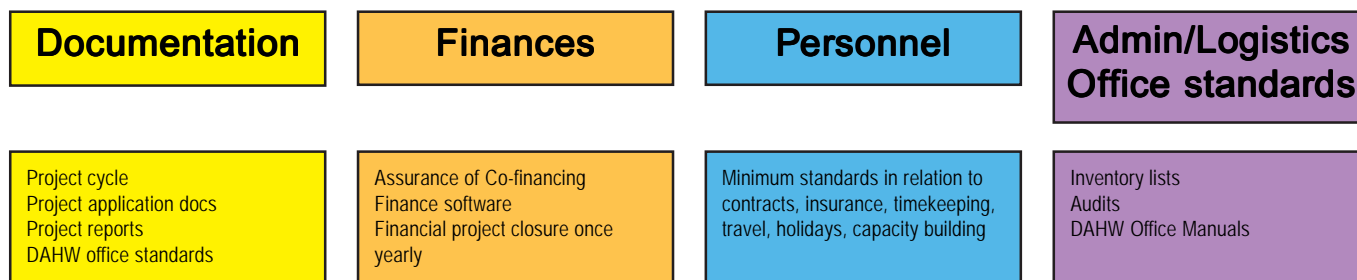 Documentation
Finances
Personnel
Admin/Logistics
Office standards
Project cycle
Project application docs
Project reports
DAHW office standards
Assurance of Co-financing
Finance software
Financial project closure once
yearly
Minimum standards in relation to
contracts, insurance, timekeeping,
travel, holidays, capacity building
Inventory lists
Audits
DAHW Office Manuals